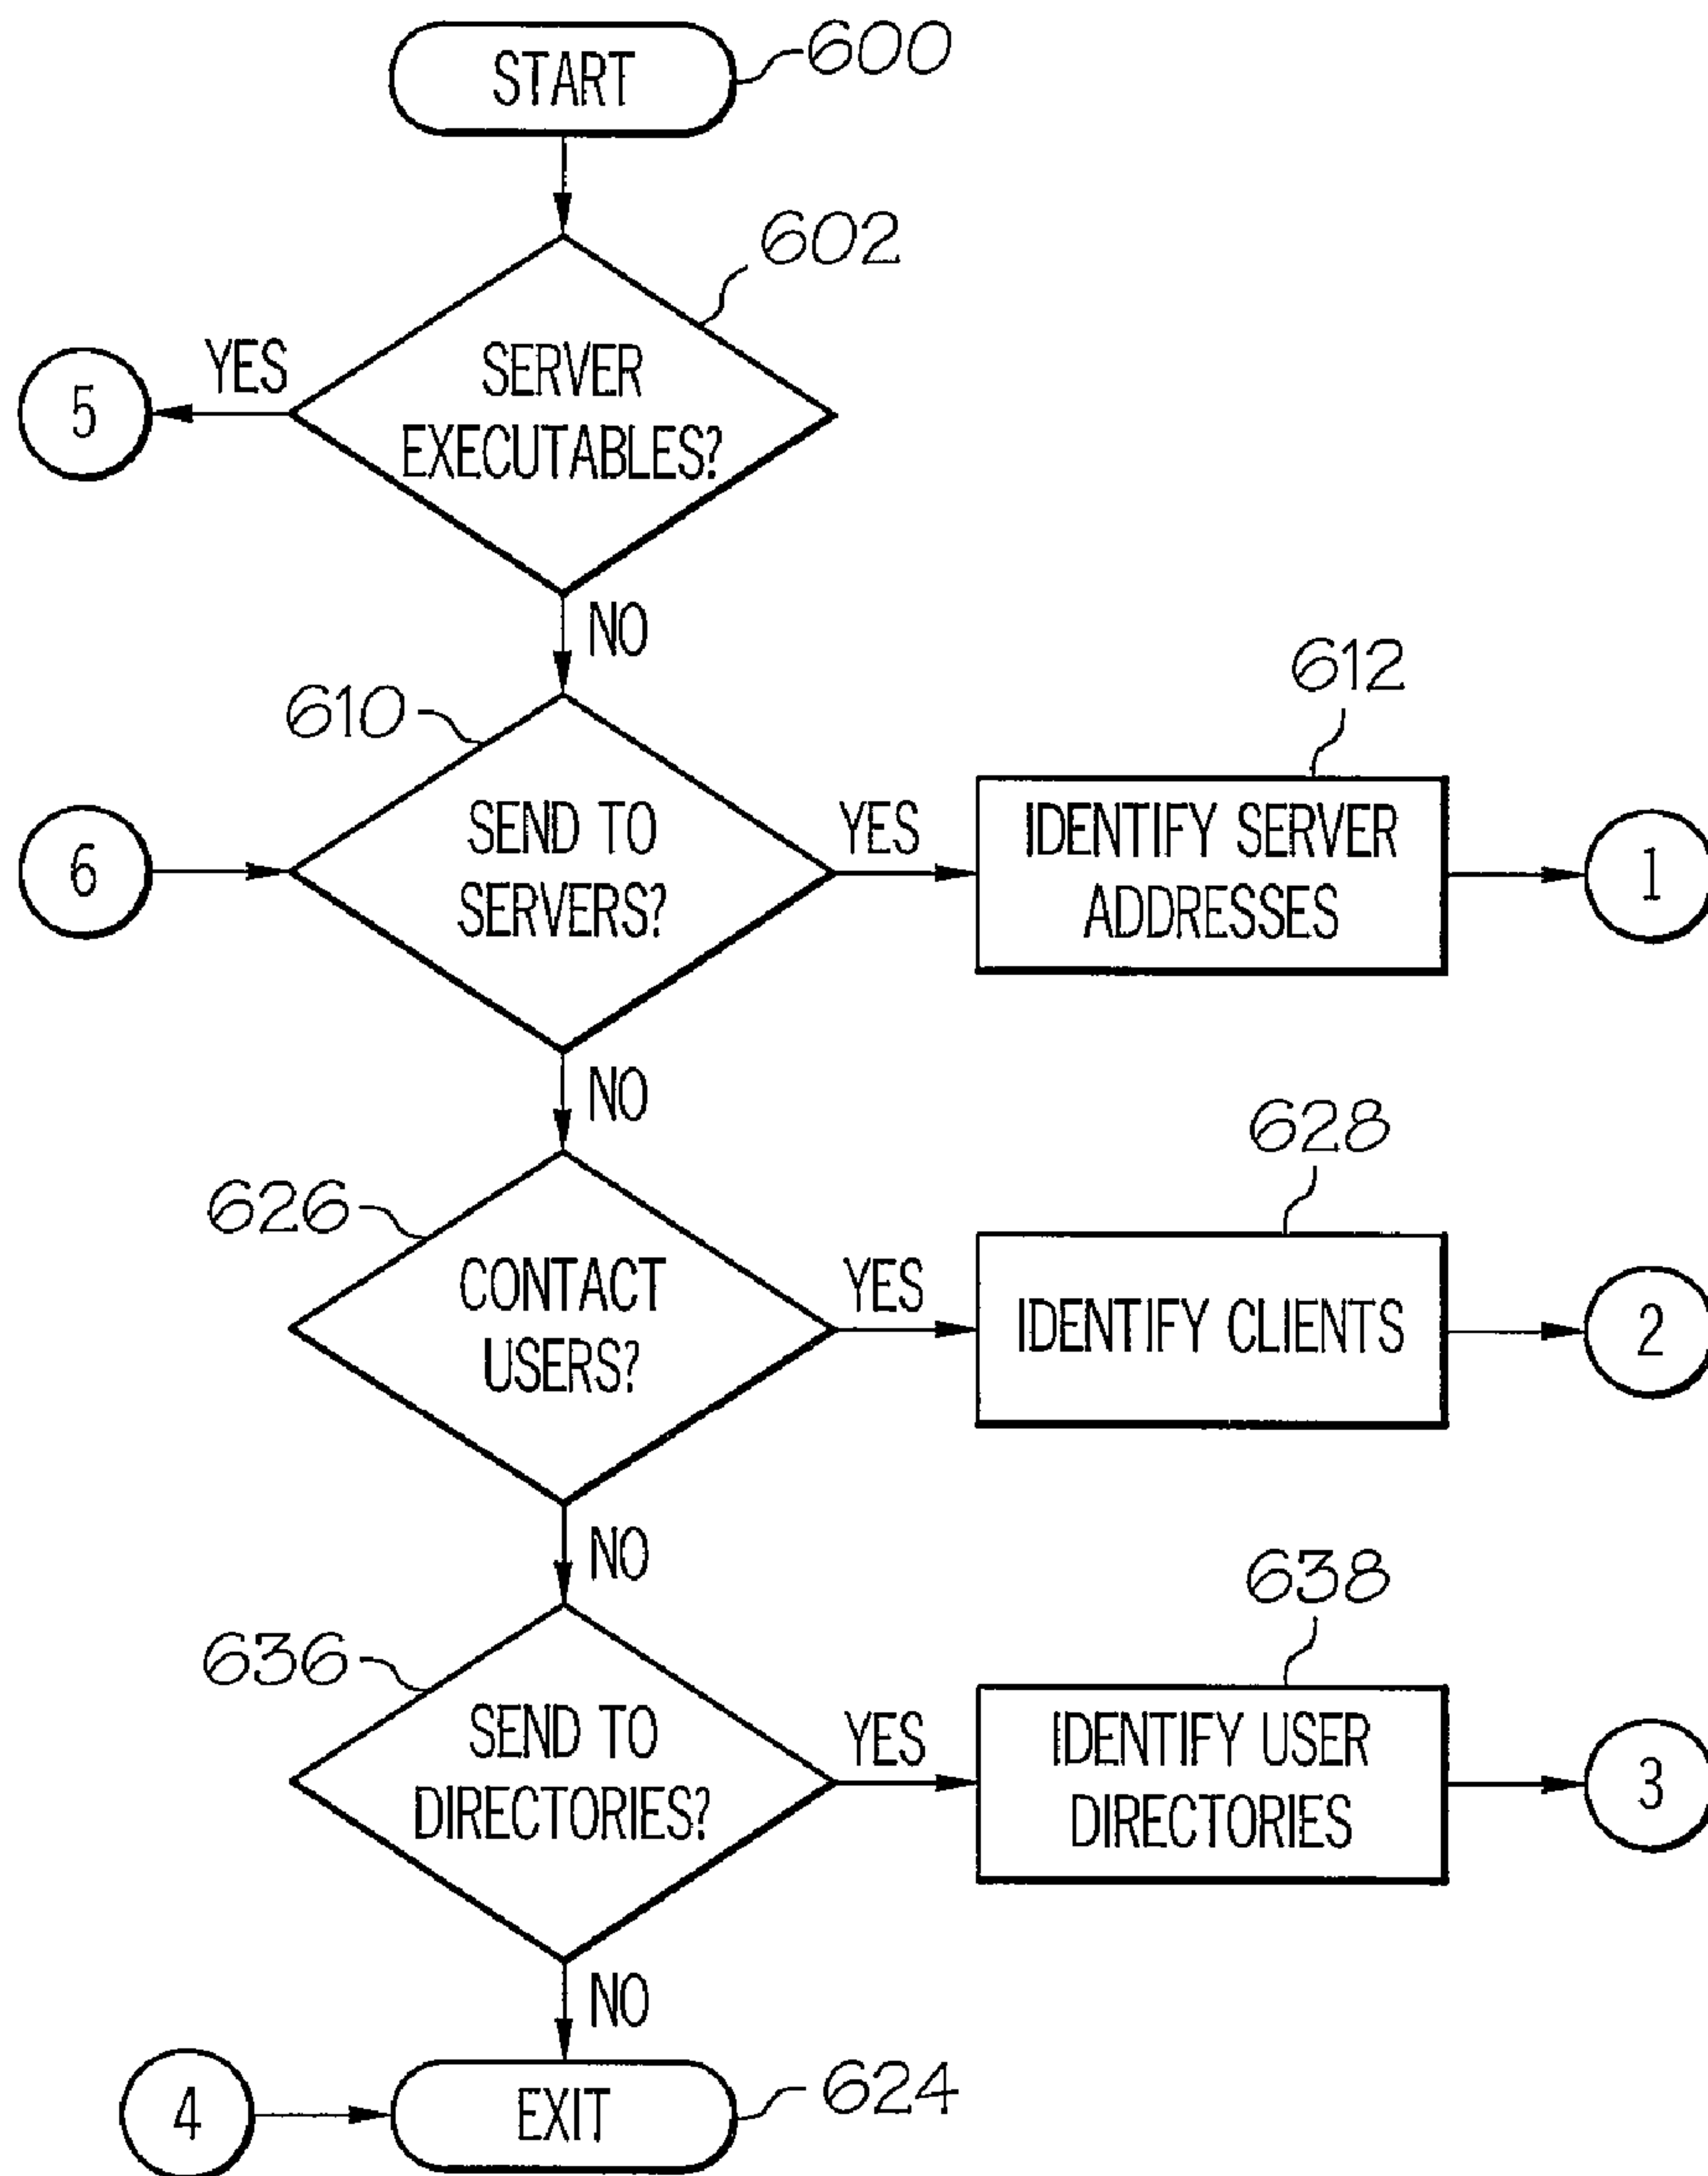 START
600
602
SERVER
EXECUTABLES?
YES
5
NO
610
SEND TO
SERVERS?
6
YES
612
IDENTIFY SERVER
ADDRESSES
1
NO
626
CONTACT
USERS?
YES
628
IDENTIFY CLIENTS
2
NO
636
SEND TO
DIRECTORIES?
YES
638
IDENTIFY USER
DIRECTORIES
3
NO
4
EXIT
624